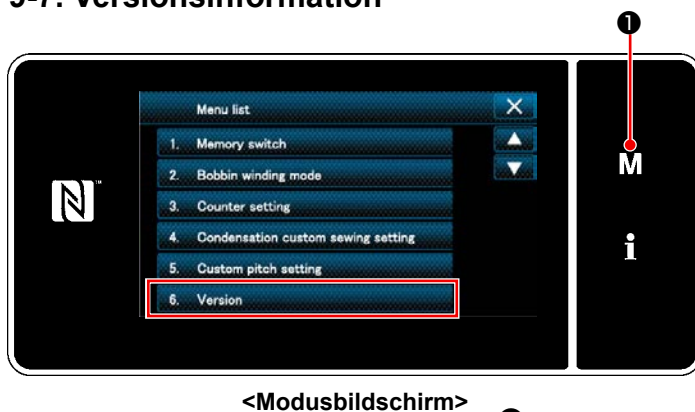 9-7. Versionsinformation
❶
Menu list
1. Memory switch
2. Bobbin winding mode
3. Counter setting
4. Condensation custom sewing setting
5. Custom pitch setting
6. Version
M
i
<Modusbildschirm>